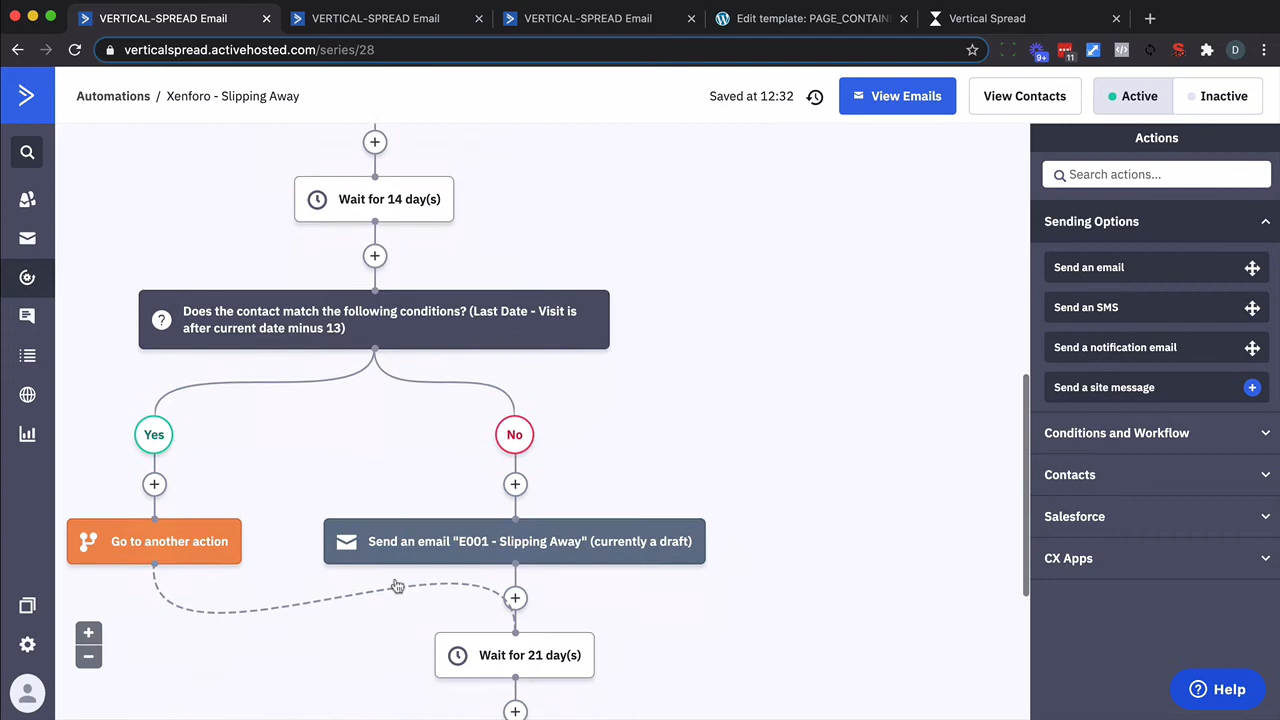 VERTICAL-SPREAD Email
VERTICAL-SPREAD Email
VERTICAL-SPREAD Email
Edit template: PAGE_CONTAIN
Vertical Spread
verticalspread.activehosted.com/series/28
9+
11
D
Automations / Xenforo - Slipping Away
Saved at 12:32
View Emails
View Contacts
Active
Inactive
Actions
Search actions...
Sending Options
Send an email
Send an SMS
Send a notification email
Send a site message
Conditions and Workflow
Contacts
Salesforce
CX Apps
Wait for 14 day(s)
Does the contact match the following conditions? (Last Date - Visit is
after current date minus 13)
Yes
No
Go to another action
Send an email "E001 - Slipping Away" (currently a draft)
Wait for 21 day(s)
Help